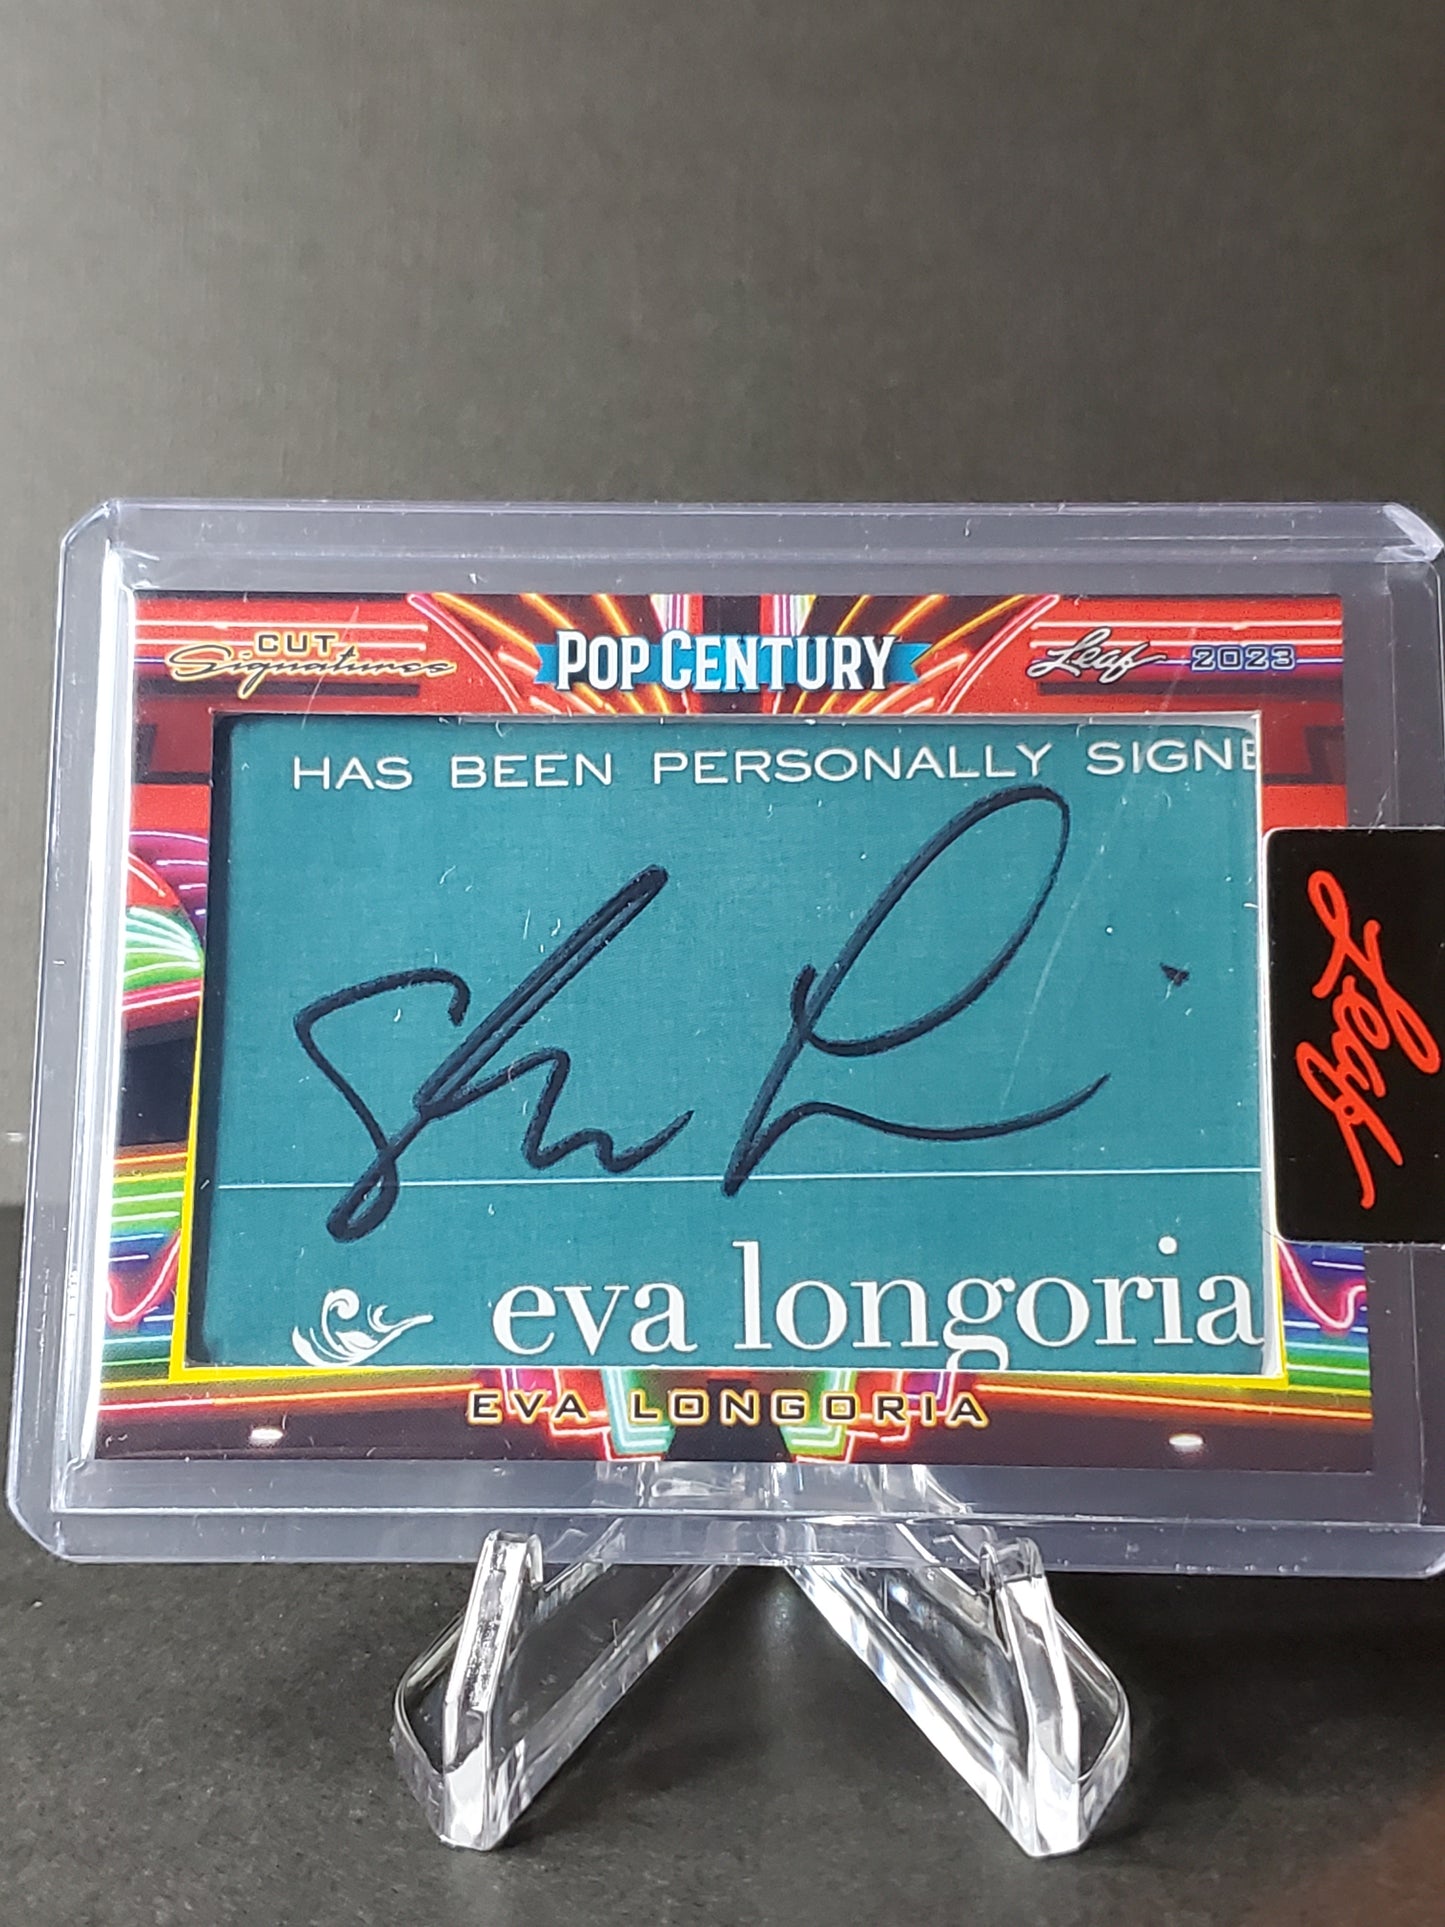 CUT
Signatures
POP CENTURY
Leaf 2023
HAS BEEN PERSONALLY SIGNE
eva longoria
EVA LONGORIA
Leaf